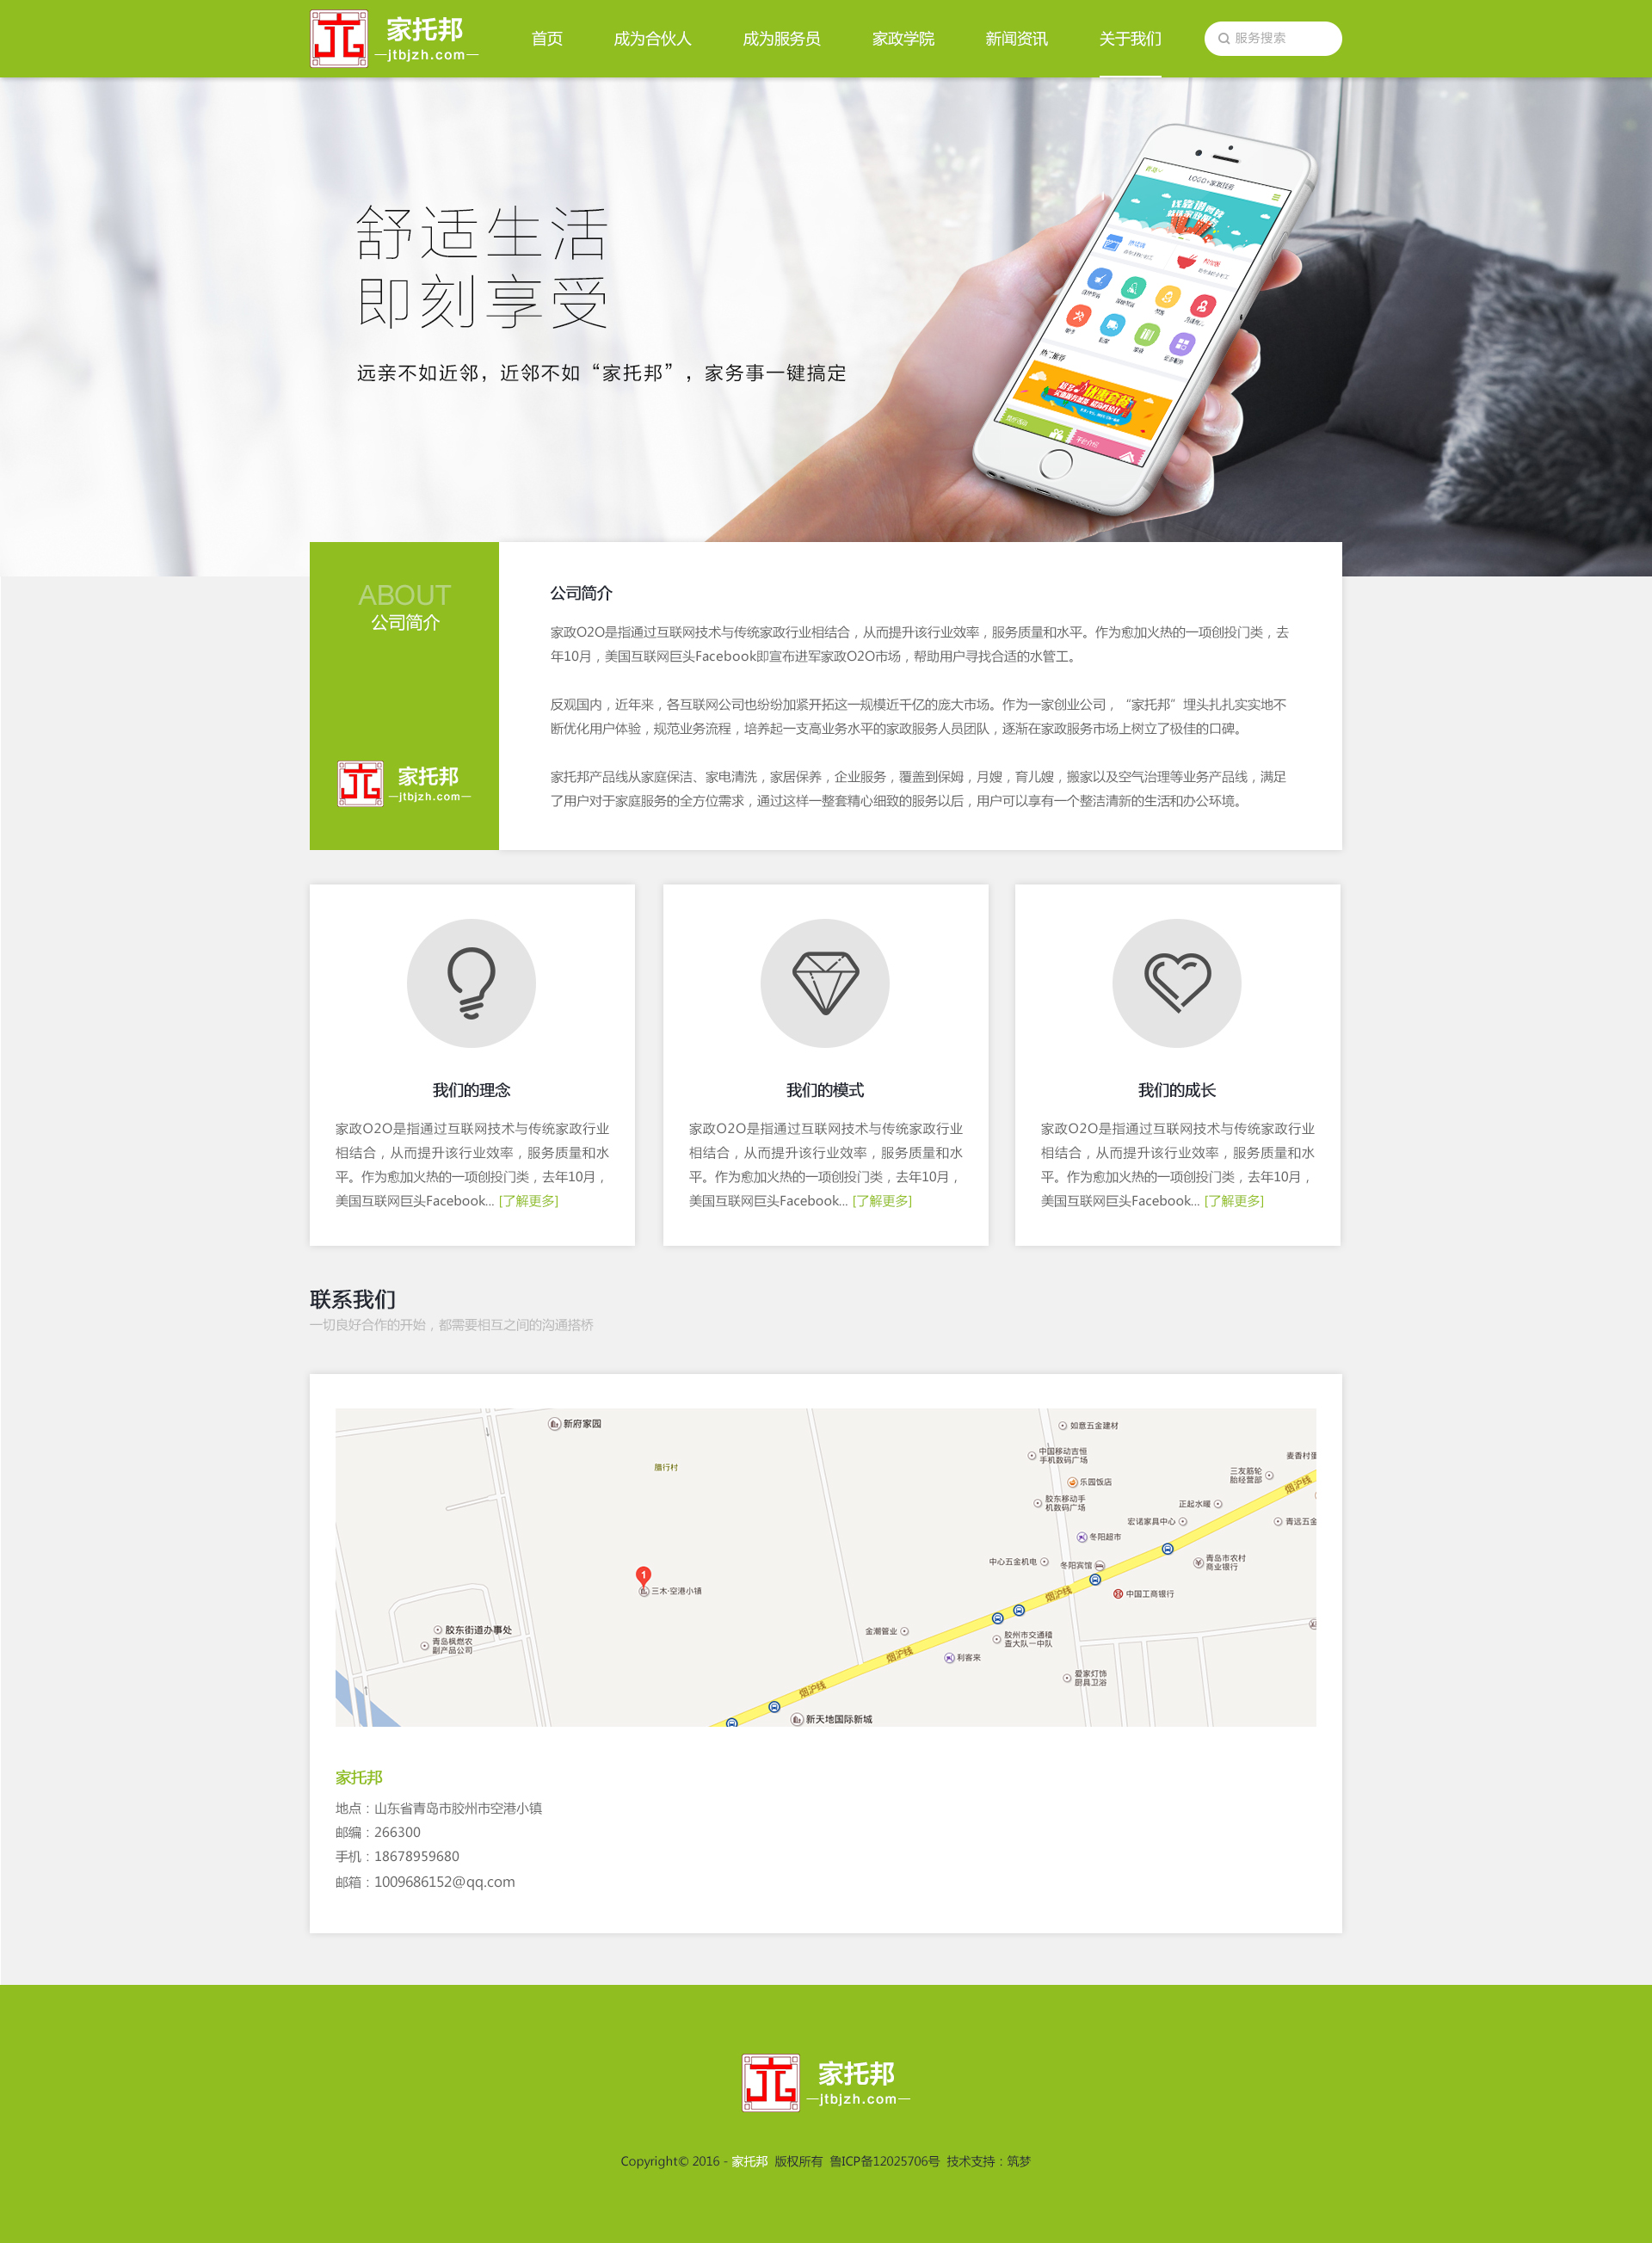 家托邦
jtbjzh.com
首页 成为合伙人 成为服务员 家政学院 新闻资讯 关于我们 服务搜索
舒适生活
即刻享受
远亲不如近邻，近邻不如“家托邦”，家务事一键搞定
ABOUT
公司简介
家托邦
jtbjzh.com
公司简介
家政O2O是指通过互联网技术与传统家政行业相结合，从而提升该行业效率，服务质量和水平。作为愈加火热的一项创投门类，去
年10月，美国互联网巨头Facebook即宣布进军家政O2O市场，帮助用户寻找合适的水管工。
反观国内，近年来，各互联网公司也纷纷加紧开拓这一规模近千亿的庞大市场。作为一家创业公司，“家托邦”埋头扎扎实实地不
断优化用户体验，规范业务流程，培养起一支高业务水平的家政服务人员团队，逐渐在家政服务市场上树立了极佳的口碑。
家托邦产品线从家庭保洁、家电清洗，家居保养，企业服务，覆盖到保姆，月嫂，育儿嫂，搬家以及空气治理等业务产品线，满足
了用户对于家庭服务的全方位需求，通过这样一整套精心细致的服务以后，用户可以享有一个整洁清新的生活和办公环境。
我们的理念
家政O2O是指通过互联网技术与传统家政行业
相结合，从而提升该行业效率，服务质量和水
平。作为愈加火热的一项创投门类，去年10月，
美国互联网巨头Facebook... [了解更多]
我们的模式
家政O2O是指通过互联网技术与传统家政行业
相结合，从而提升该行业效率，服务质量和水
平。作为愈加火热的一项创投门类，去年10月，
美国互联网巨头Facebook... [了解更多]
我们的成长
家政O2O是指通过互联网技术与传统家政行业
相结合，从而提升该行业效率，服务质量和水
平。作为愈加火热的一项创投门类，去年10月，
美国互联网巨头Facebook... [了解更多]
联系我们
一切良好合作的开始，都需要相互之间的沟通搭桥
新府家园
如意五金建材
中国移动吉恒
手机数码广场
麦香村蛋
腊行村
三友筋轮
胎经营部
乐园饭店
烟沪线
胶东移动手
机数码广场
正起水暖
宏诸家具中心
青远五金
冬阳超市
中心五金机电
冬阳宾馆
青岛市农村
商业银行
1
三木·空港小镇
烟沪线
中国工商银行
胶东街道办事处
金潮管业
胶州市交通稽
查大队一中队
青岛枫燃农
副产品公司
烟沪线
利客来
爱家灯饰
厨具卫浴
烟沪线
新天地国际新城
家托邦
地点：山东省青岛市胶州市空港小镇
邮编：266300
手机：18678959680
邮箱：1009686152@qq.com
家托邦
jtbjzh.com
Copyright© 2016 - 家托邦 版权所有 鲁ICP备12025706号 技术支持：筑梦